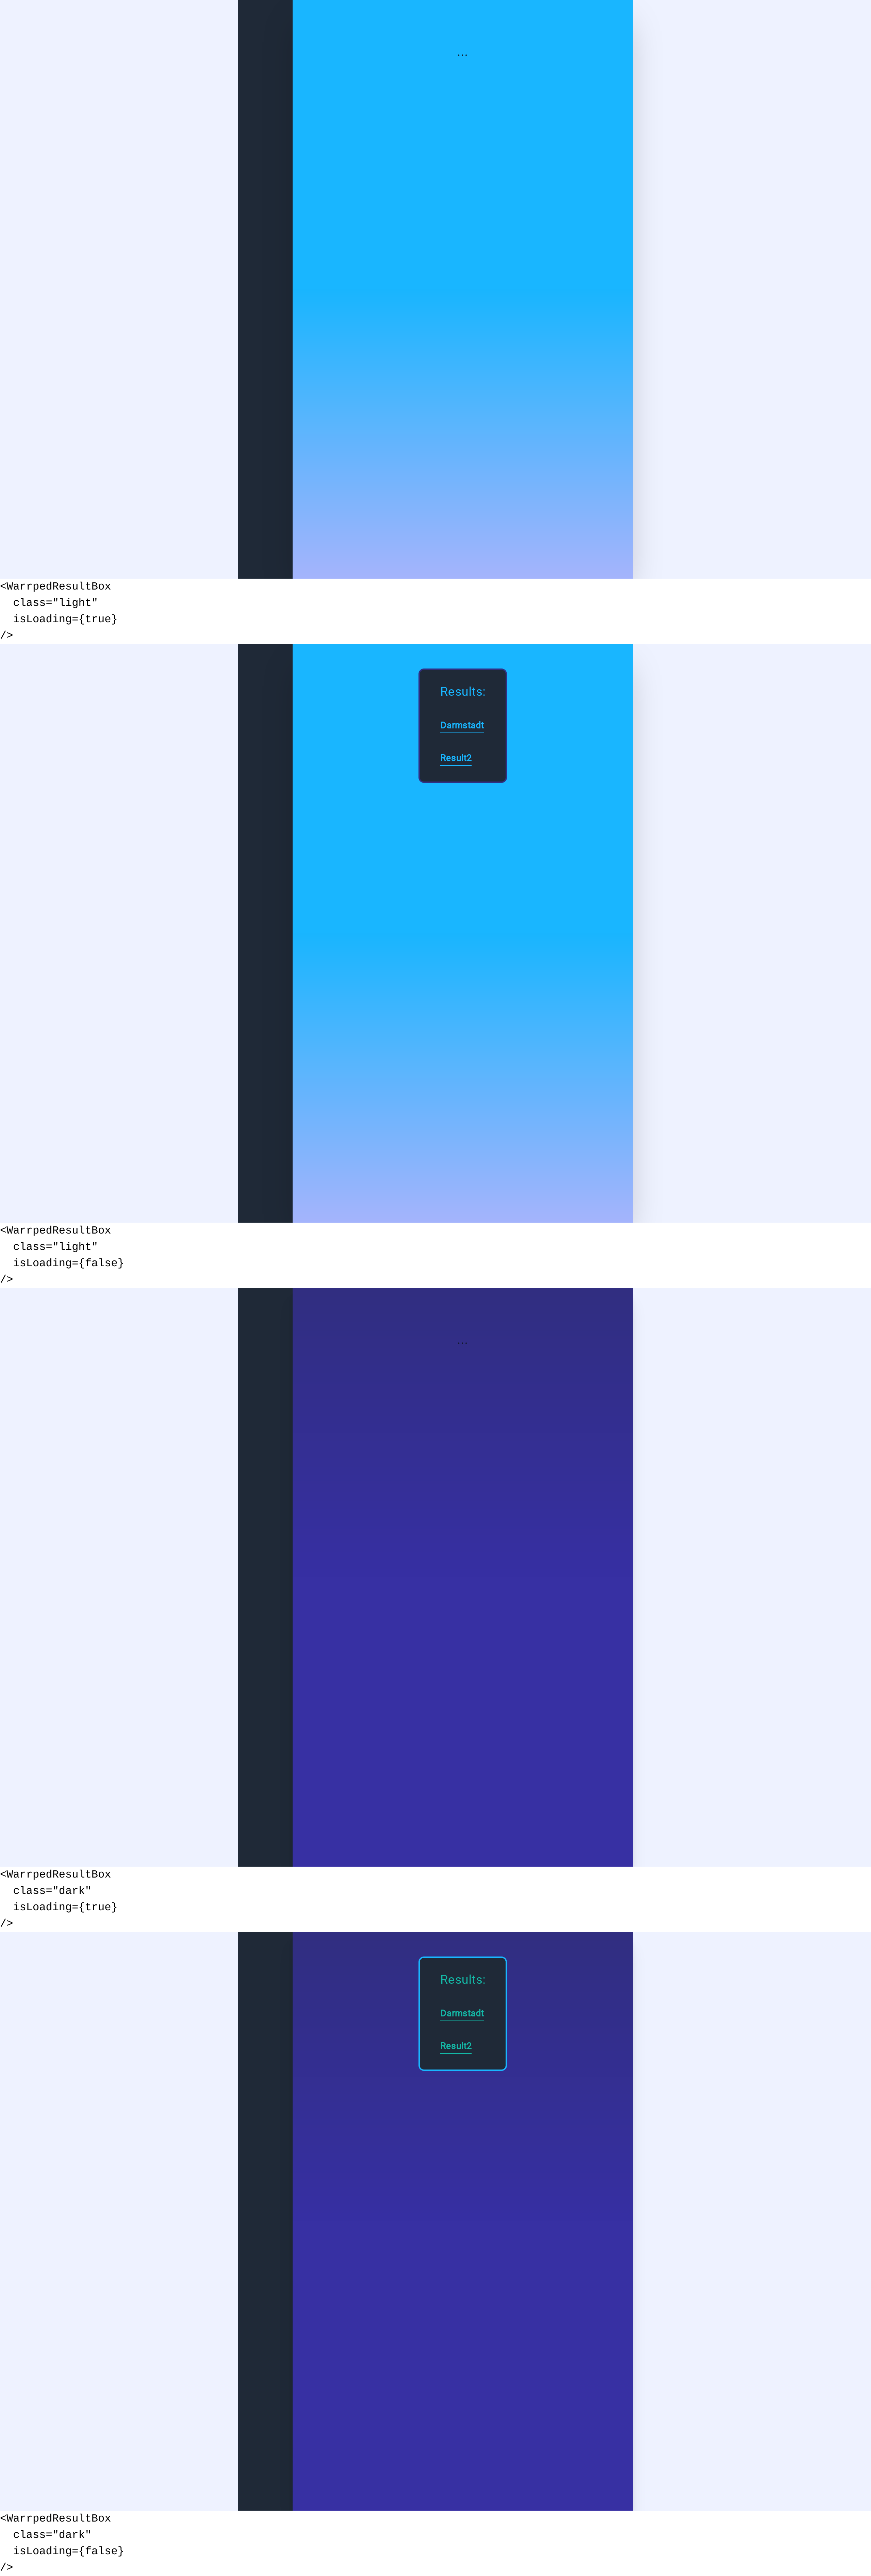 ...
<WarrpedResultBox
  class="light"
  isLoading={true}
/>
Results:
Darmstadt
Result2
<WarrpedResultBox
  class="light"
  isLoading={false}
/>
...
<WarrpedResultBox
  class="dark"
  isLoading={true}
/>
Results:
Darmstadt
Result2
<WarrpedResultBox
  class="dark"
  isLoading={false}
/>